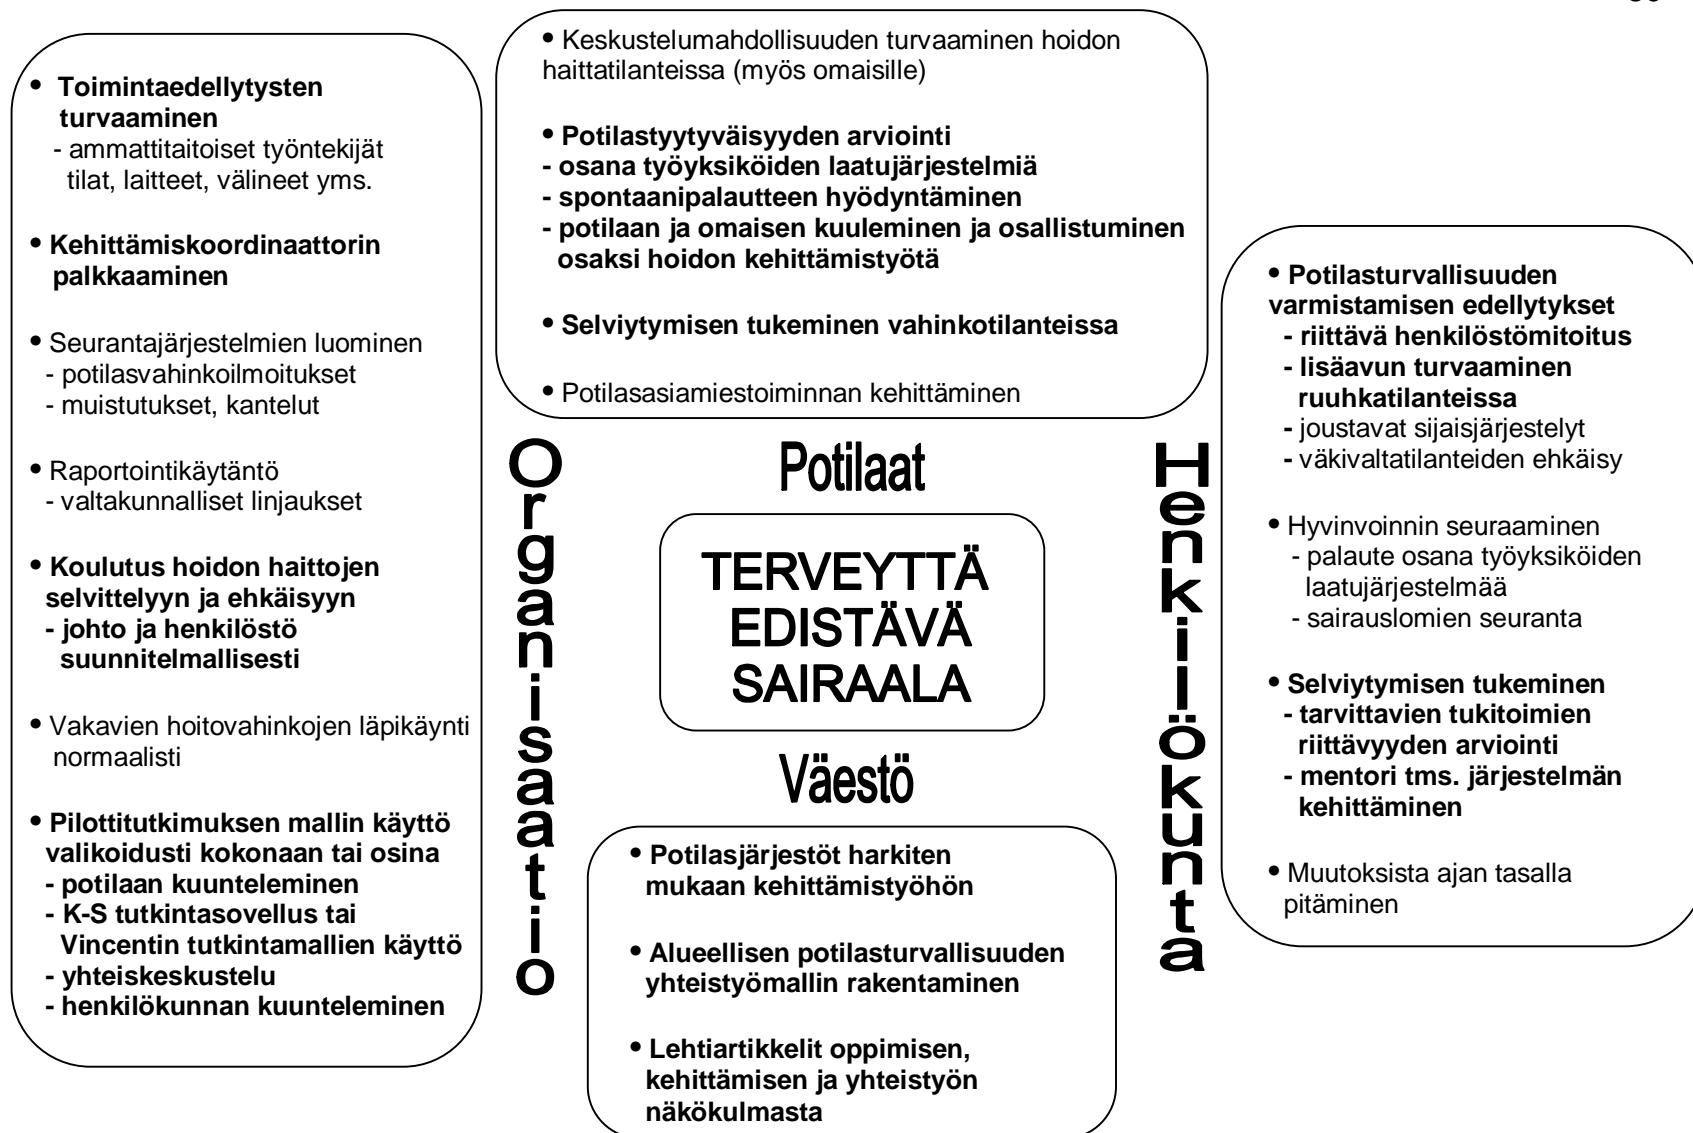 • Toimintaedellytysten
turvaaminen
- ammattitaitoiset työntekijät
tilat, laitteet, välineet yms.
• Kehittämiskoordinaattorin
palkkaaminen
• Seurantajärjestelmien luominen
- potilasvahinkoilmoitukset
- muistutukset, kantelut
• Raportointikäytäntö
- valtakunnalliset linjaukset
• Koulutus hoidon haittojen
selvittelyyn ja ehkäisyyn
- johto ja henkilöstö
suunnitelmallisesti
• Vakavien hoitovahinkojen läpikäynti
normaalisti
• Pilottitutkimuksen mallin käyttö
valikoidusti kokonaan tai osina
- potilaan kuunteleminen
- K-S tutkintasovellus tai
Vincentin tutkintamallien käyttö
- yhteiskeskustelu
- henkilökunnan kuunteleminen
Organisaatio
• Keskustelumahdollisuuden turvaaminen hoidon
haittatilanteissa (myös omaisille)
• Potilastyytyväisyyden arviointi
- osana työyksiköiden laatujärjestelmiä
- spontaanipalautteen hyödyntäminen
- potilaan ja omaisen kuuleminen ja osallistuminen
osaksi hoidon kehittämistyötä
• Selviytymisen tukeminen vahinkotilanteissa
• Potilasasiamiestoiminnan kehittäminen
Potilaat
TERVEYTTÄ
EDISTÄVÄ
SAIRAALA
Väestö
• Potilasjärjestöt harkiten
mukaan kehittämistyöhön
• Alueellisen potilasturvallisuuden
yhteistyömallin rakentaminen
• Lehtiartikkelit oppimisen,
kehittämisen ja yhteistyön
näkökulmasta
Henkilökunta
• Potilasturvallisuuden
varmistamisen edellytykset
- riittävä henkilöstömitoitus
- lisäavun turvaaminen
ruuhkatilanteissa
- joustavat sijaisjärjestelyt
- väkivaltatilanteiden ehkäisy
• Hyvinvoinnin seuraaminen
- palaute osana työyksiköiden
laatujärjestelmää
- sairauslomien seuranta
• Selviytymisen tukeminen
- tarvittavien tukitoimien
riittävyyden arviointi
- mentori tms. järjestelmän
kehittäminen
• Muutoksista ajan tasalla
pitäminen